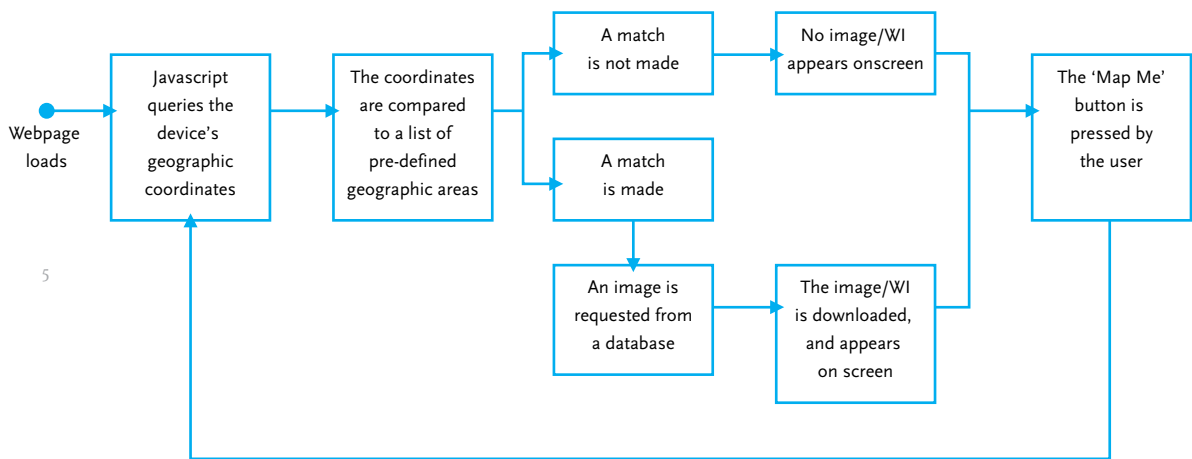 Webpage
loads
Javascript
queries the
device's
geographic
coordinates
The coordinates
are compared
to a list of
pre-defined
geographic areas
A match
is not made
No image/WI
appears onscreen
A match
is made
An image is
requested from
a database
The image/WI
is downloaded,
and appears
on screen
The ‘Map Me’
button is
pressed by
the user
5